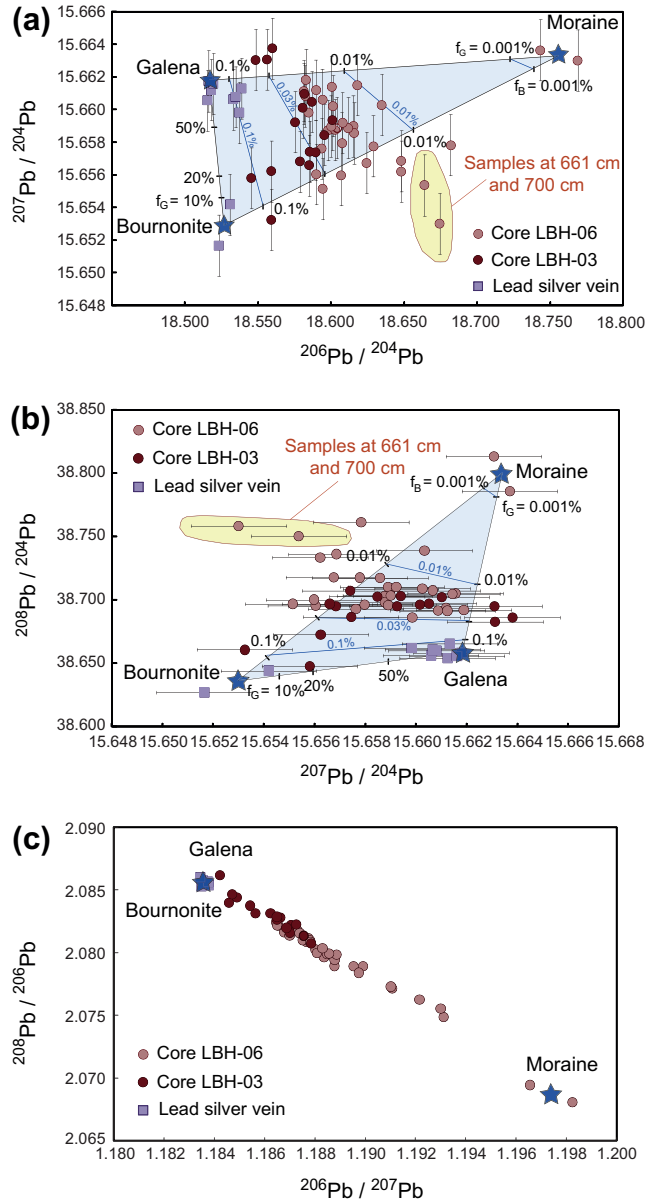 (a)
15.666
15.664
15.662
15.660
15.658
15.656
15.654
15.652
15.650
15.648
207Pb / 204Pb
Moraine
Galena
0.1%
0.01%
fG = 0.001%
fB = 0.001%
0.03%
0.01%
0.1%
0.01%
50%
20%
fG = 10%
0.1%
Bournonite
Samples at 661 cm
and 700 cm
Core LBH-06
Core LBH-03
Lead silver vein
18.500
18.550
18.600
18.650
18.700
18.750
18.800
206Pb / 204Pb
(b)
38.850
38.800
38.750
38.700
38.650
38.600
208Pb / 204Pb
Core LBH-06
Core LBH-03
Lead silver vein
Samples at 661 cm
and 700 cm
Moraine
fB = 0.001%
fG = 0.001%
0.01%
0.01%
0.01%
0.03%
0.1%
0.1%
0.1%
Bournonite
fG = 10%
20%
50%
Galena
15.648
15.652
15.654
15.656
15.658
15.660
15.662
15.664
15.666
15.668
207Pb / 204Pb
(c)
2.090
2.085
2.080
2.075
2.070
2.065
208Pb / 206Pb
Galena
Bournonite
Core LBH-06
Core LBH-03
Lead silver vein
Moraine
1.180
1.182
1.184
1.186
1.188
1.190
1.192
1.194
1.196
1.198
1.200
206Pb / 207Pb